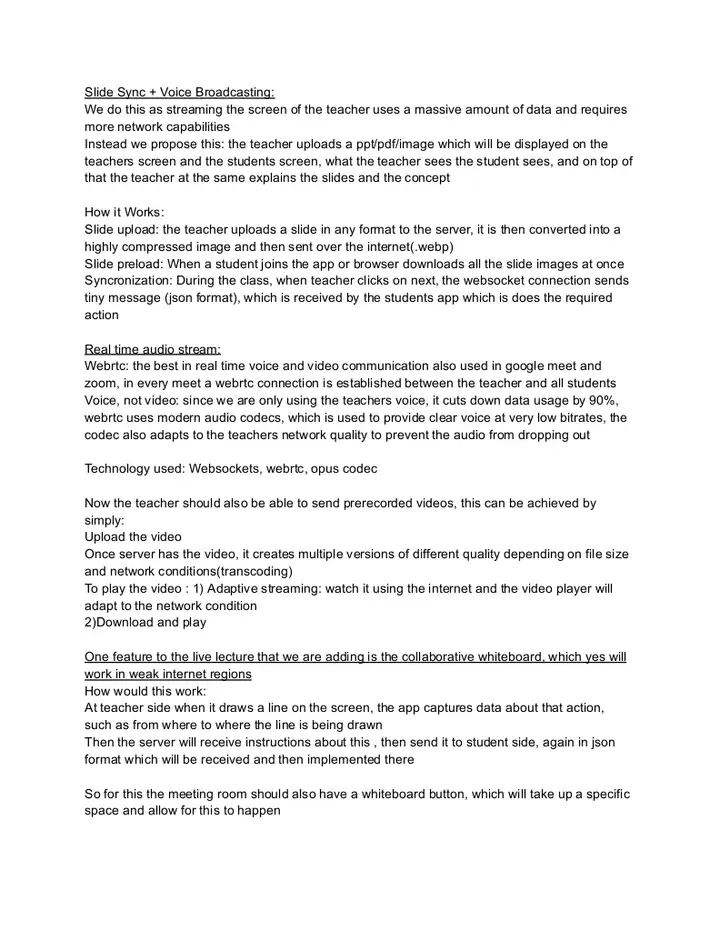 Slide Sync + Voice Broadcasting:
We do this as streaming the screen of the teacher uses a massive amount of data and requires
more network capabilities
Instead we propose this: the teacher uploads a ppt/pdf/image which will be displayed on the
teachers screen and the students screen, what the teacher sees the student sees, and on top of
that the teacher at the same explains the slides and the concept
How it Works:
Slide upload: the teacher uploads a slide in any format to the server, it is then converted into a
highly compressed image and then sent over the internet(.webp)
Slide preload: When a student joins the app or browser downloads all the slide images at once
Syncronization: During the class, when teacher clicks on next, the websocket connection sends
tiny message (json format), which is received by the students app which is does the required
action
Real time audio stream:
Webrtc: the best in real time voice and video communication also used in google meet and
zoom, in every meet a webrtc connection is established between the teacher and all students
Voice, not video: since we are only using the teachers voice, it cuts down data usage by 90%,
webrtc uses modern audio codecs, which is used to provide clear voice at very low bitrates, the
codec also adapts to the teachers network quality to prevent the audio from dropping out
Technology used: Websockets, webrtc, opus codec
Now the teacher should also be able to send prerecorded videos, this can be achieved by
simply:
Upload the video
Once server has the video, it creates multiple versions of different quality depending on file size
and network conditions(transcoding)
To play the video : 1) Adaptive streaming: watch it using the internet and the video player will
adapt to the network condition
2)Download and play
One feature to the live lecture that we are adding is the collaborative whiteboard, which yes will
work in weak internet regions
How would this work:
At teacher side when it draws a line on the screen, the app captures data about that action,
such as from where to where the line is being drawn
Then the server will receive instructions about this , then send it to student side, again in json
format which will be received and then implemented there
So for this the meeting room should also have a whiteboard button, which will take up a specific
space and allow for this to happen